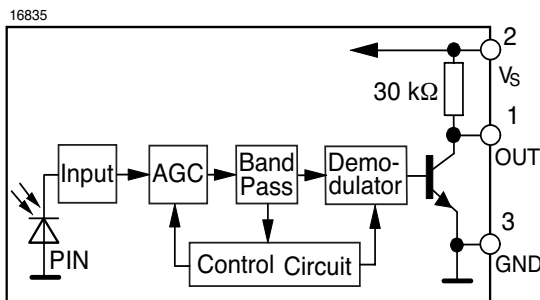 16835
2
VS
30 kΩ
1
OUT
Input
AGC
Band
Pass
Demo-
dulator
3
GND
PIN
Control Circuit